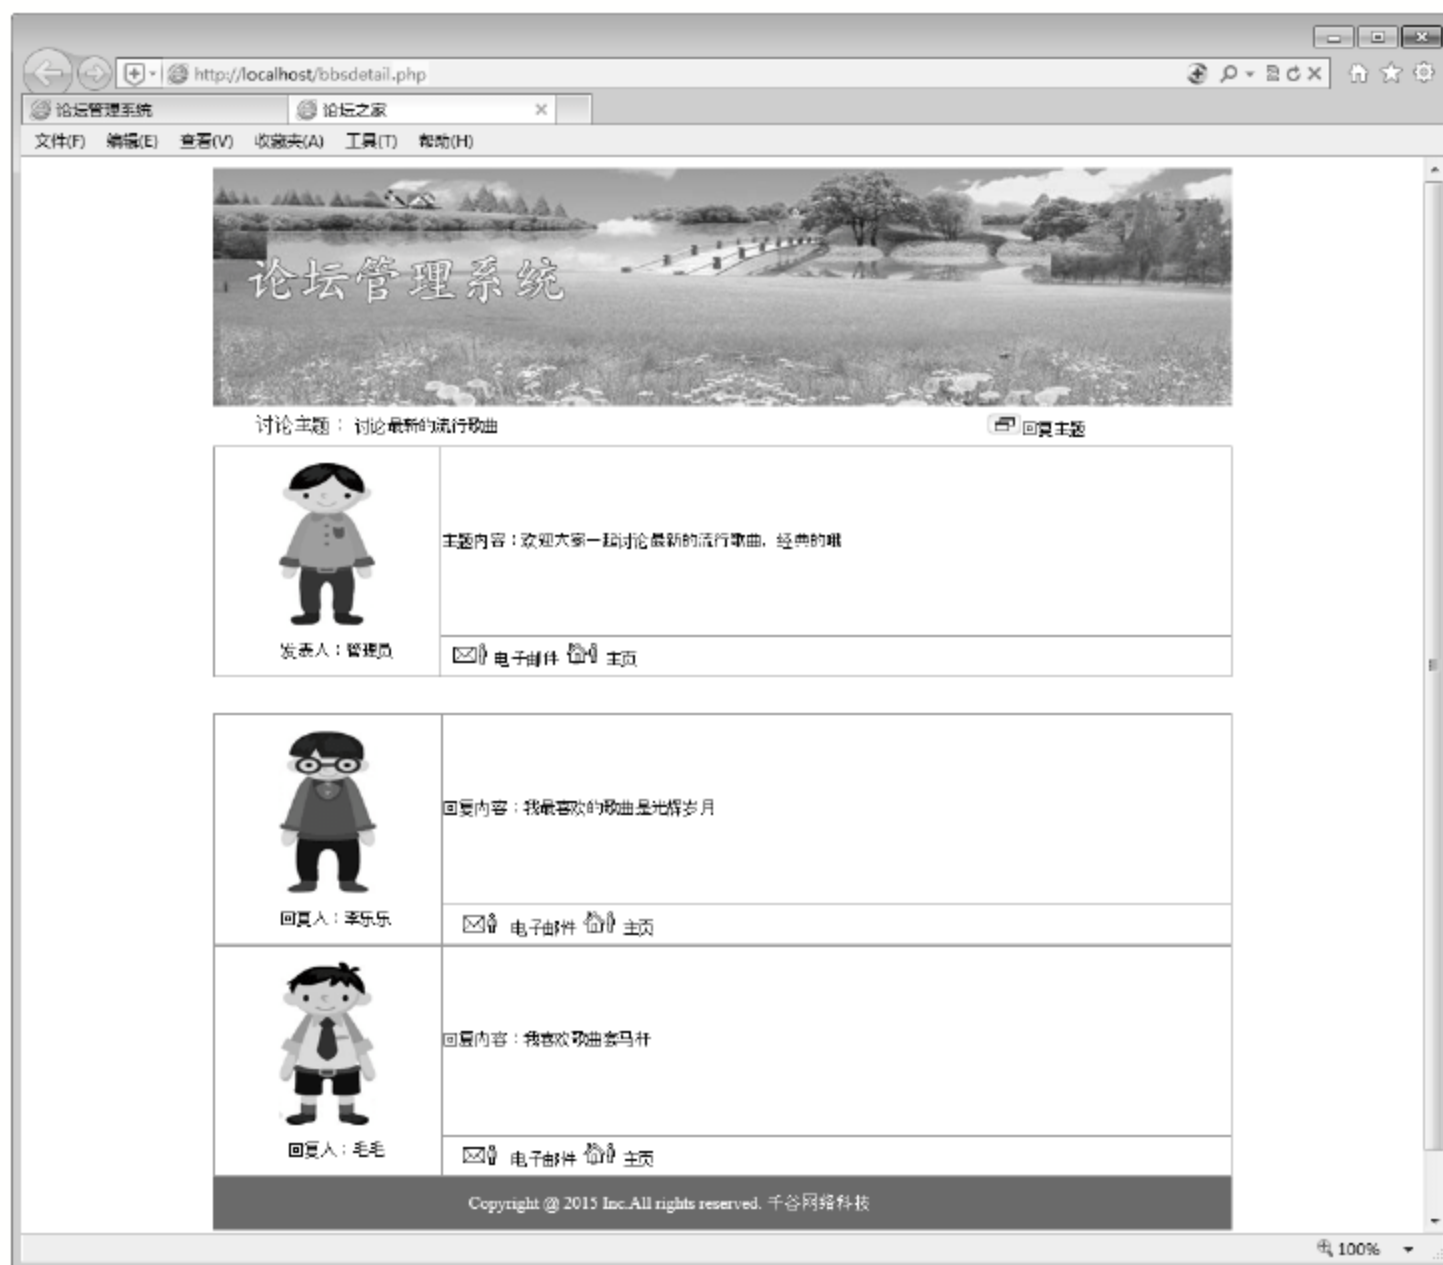 http://localhost/bbsdetail.php
论坛管理系统 论坛之家
文件(F) 编辑(E) 查看(V) 收藏夹(A) 工具(T) 帮助(H)
论坛管理系统
讨论主题： 讨论最新的流行歌曲 回复主题
主题内容：欢迎大家一起讨论最新的流行歌曲，经典的哦
发表人：管理员
电子邮件 主页
回复内容：我最喜欢的歌曲是光辉岁月
回复人：李乐乐
电子邮件 主页
回复内容：我喜欢歌曲套马杆
回复人：毛毛
电子邮件 主页
Copyright @ 2015 Inc.All rights reserved. 千谷网络科技
100%